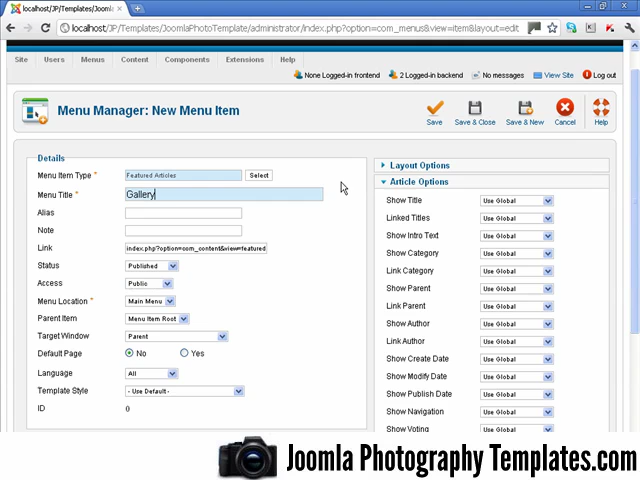 localhost/JP/Templates/Joomla
localhost/JP/Templates/JoomlaPhotoTemplate/administrator/index.php?option=com_menus&view=item&layout=edit
Site Users Menus Content Components Extensions Help
None Logged-in frontend 2 Logged-in backend No messages View Site Log out
Menu Manager: New Menu Item
Save Save & Close Save & New Cancel Help
Details
Menu Item Type * Featured Articles Select
Menu Title * Gallery
Alias
Note
Link index.php?option=com_content&view=featured
Status Published
Access Public
Menu Location * Main Menu
Parent Item Menu Item Root
Target Window Parent
Default Page No Yes
Language All
Template Style - Use Default -
ID 0
Layout Options
Article Options
Show Title Use Global
Linked Titles Use Global
Show Intro Text Use Global
Show Category Use Global
Link Category Use Global
Show Parent Use Global
Link Parent Use Global
Show Author Use Global
Link Author Use Global
Show Create Date Use Global
Show Modify Date Use Global
Show Publish Date Use Global
Show Navigation Use Global
Show Voting Use Global
Joomla Photography Templates.com